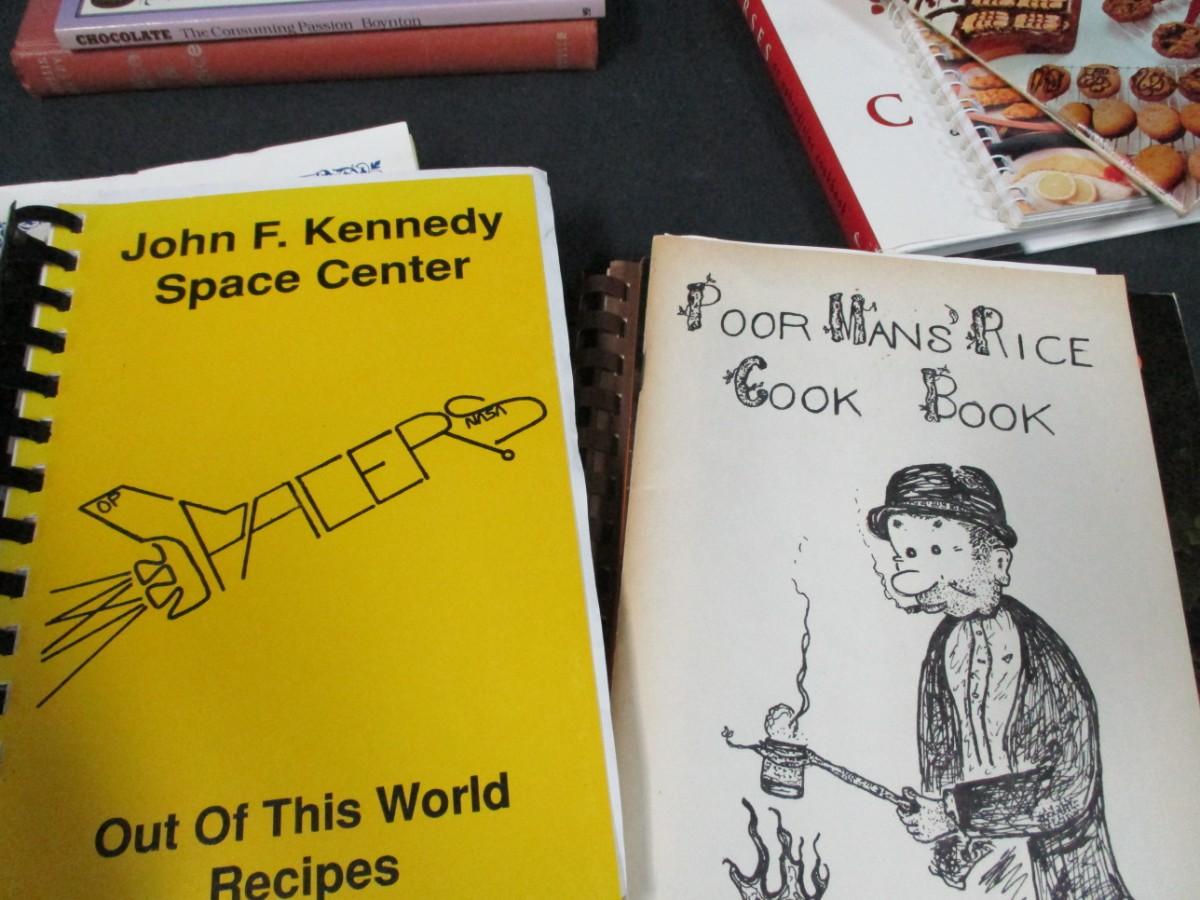 CHOCOLATE The Consuming Passion Boynton
C
John F. Kennedy
Space Center
OP
SPACERS
NASA
Out Of This World
Recipes
POOR MANS' RICE
COOK BOOK